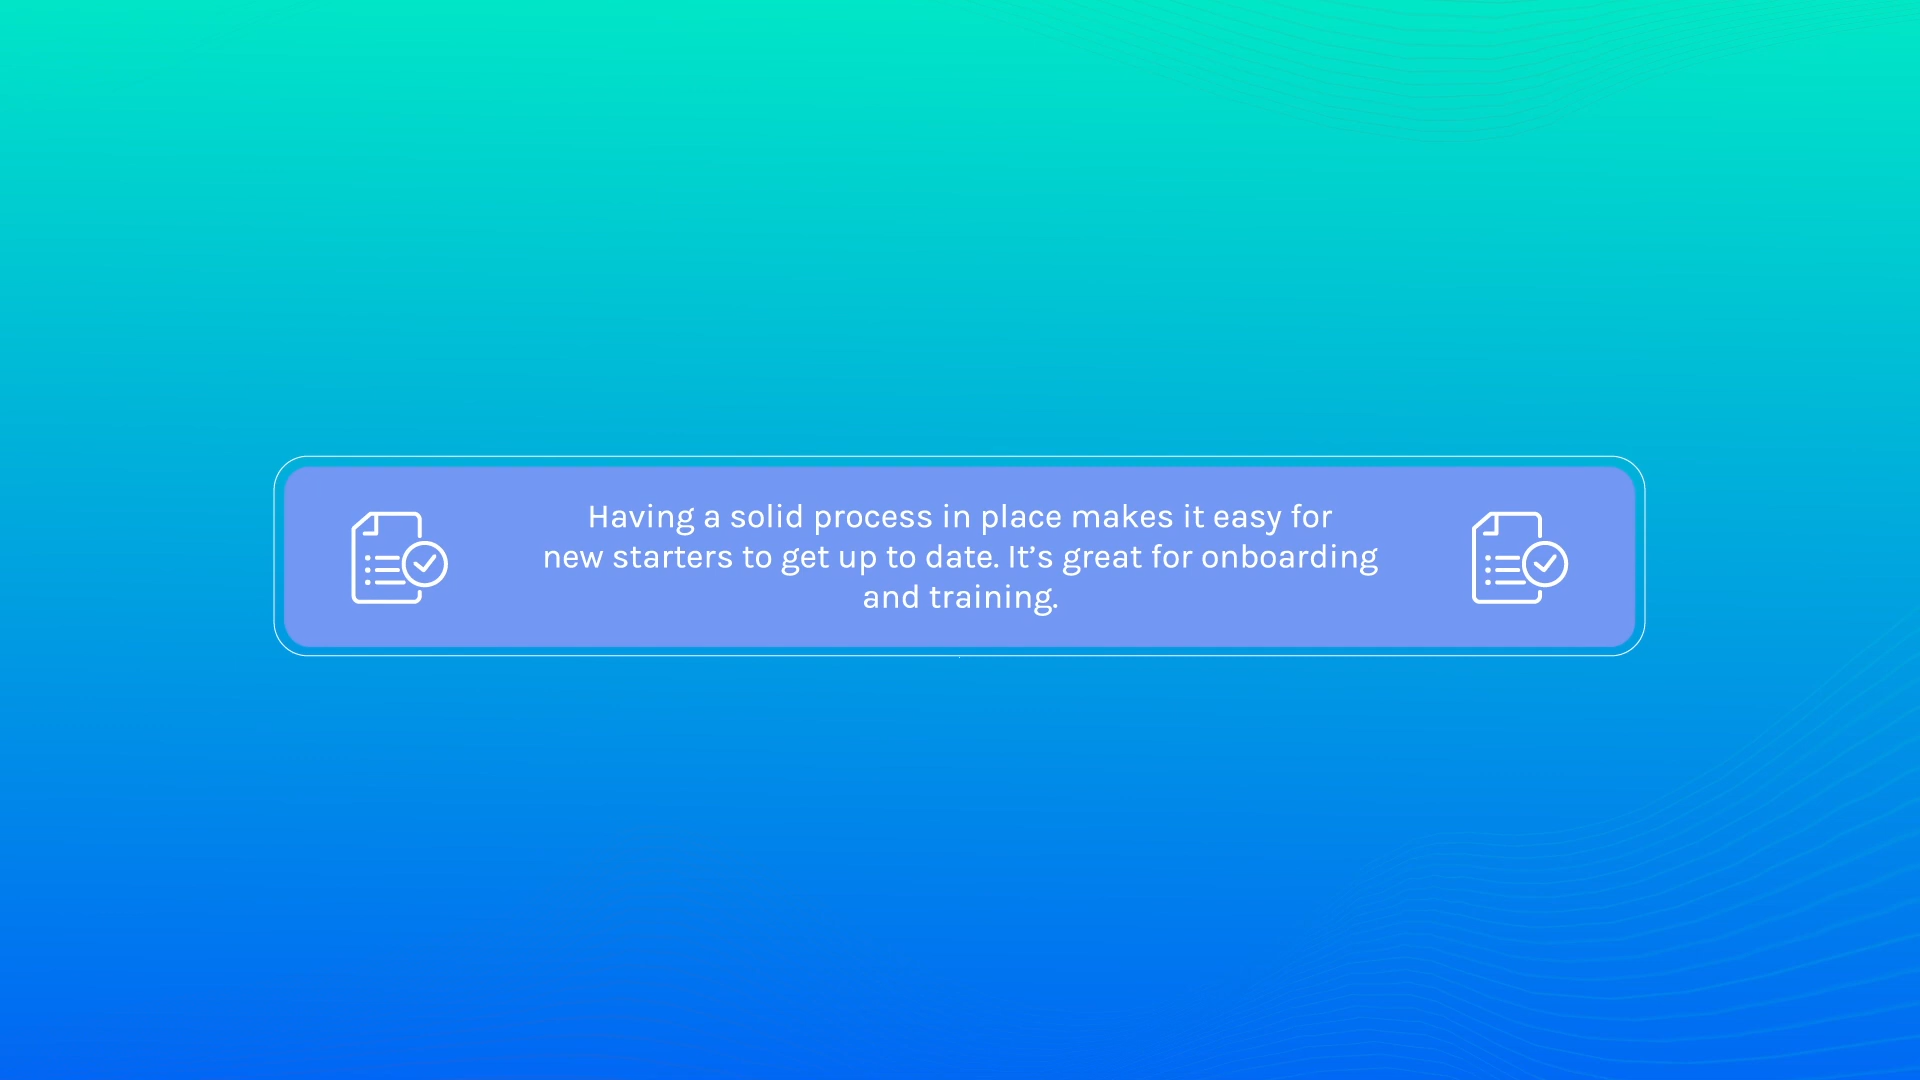 Having a solid process in place makes it easy for
new starters to get up to date. It’s great for onboarding
and training.